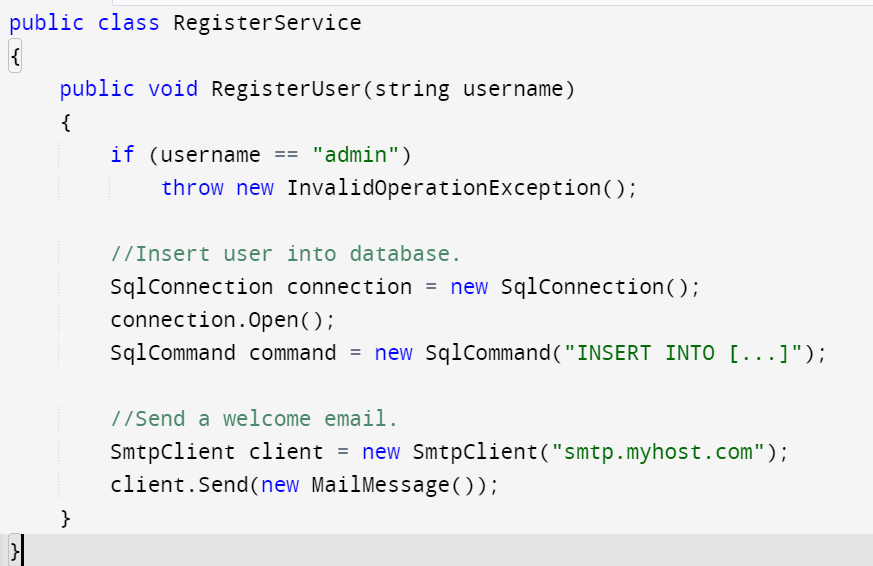 public class RegisterService
{
    public void RegisterUser(string username)
    {
        if (username == "admin")
            throw new InvalidOperationException();

        //Insert user into database.
        SqlConnection connection = new SqlConnection();
        connection.Open();
        SqlCommand command = new SqlCommand("INSERT INTO [...]");

        //Send a welcome email.
        SmtpClient client = new SmtpClient("smtp.myhost.com");
        client.Send(new MailMessage());
    }
}